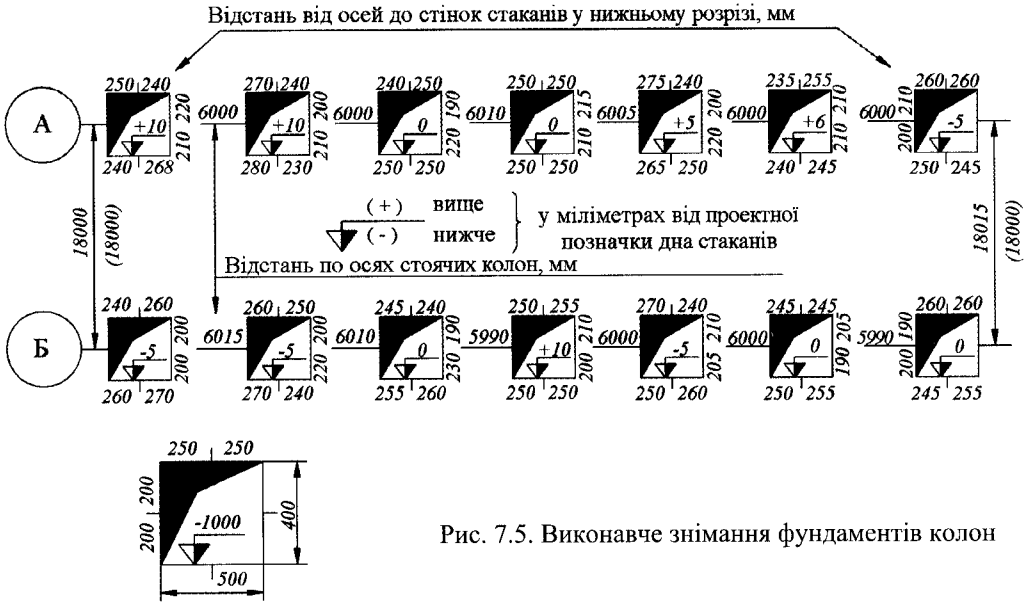 Відстань від осей до стінок стаканів у нижньому розрізі, мм
250 240 270 240 240 250 250 250 275 240 235 255 260 260
А
220 6000 200 6000 190 6010 215 6005 200 6000 210 6000 210
+10 +10 0 0 +5 +6 -5
210 210 220 210 210 210 200
240 268 280 230 250 250 250 250 265 250 240 245 250 245
18000 (18000)
(+) вище
(-) нижче
у міліметрах від проектної
позначки дна стаканів
18015 (18000)
Відстань по осях стоячих колон, мм
240 260 260 250 245 240 250 255 270 240 245 245 260 260
Б
200 6015 200 6010 190 5990 210 6000 210 6000 205 5990 190
-5 -5 0 +10 -5 0 0
200 220 230 200 205 190 200
260 270 270 240 255 260 250 250 250 260 250 255 245 255
250 250
200
200
-1000
400
500
Рис. 7.5. Виконавче знімання фундаментів колон